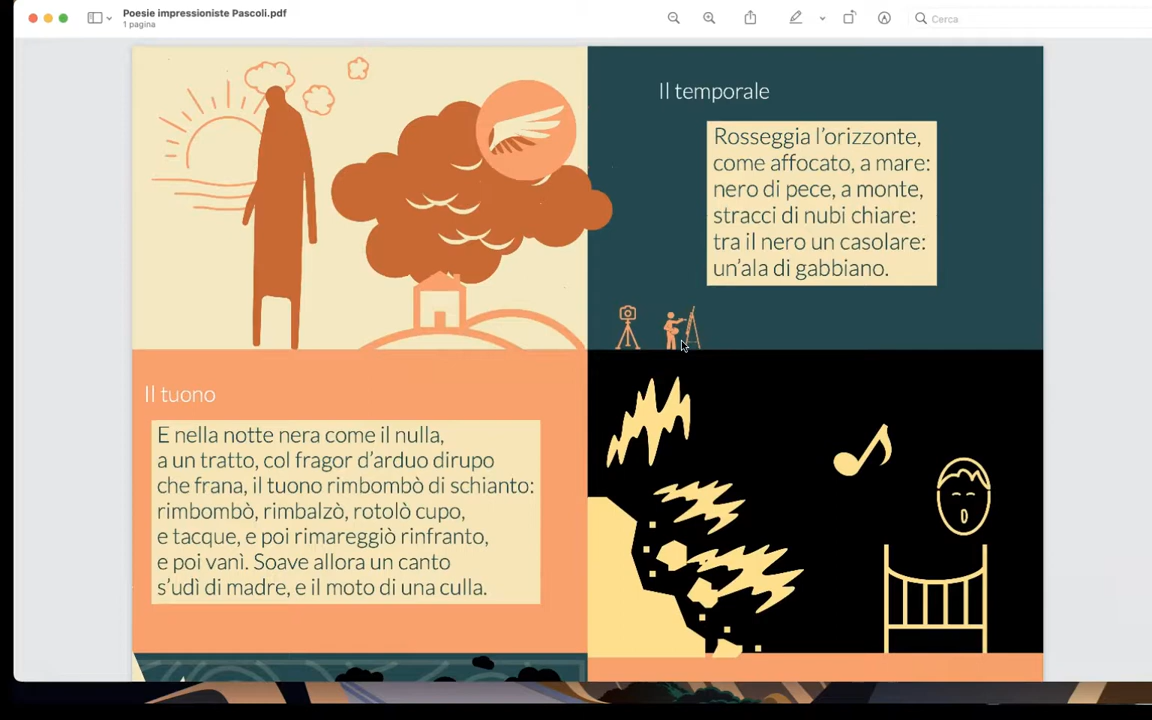 Poesie impressioniste Pascoli.pdf
1 pagina
Cerca
Il temporale
Rosseggia l'orizzonte,
come affocato, a mare:
nero di pece, a monte,
stracci di nubi chiare:
tra il nero un casolare:
un'ala di gabbiano.
Il tuono
E nella notte nera come il nulla,
a un tratto, col fragor d'arduo dirupo
che frana, il tuono rimbombò di schianto:
rimbombò, rimbalzò, rotolò cupo,
e tacque, e poi rimareggiò rinfranto,
e poi vanì. Soave allora un canto
s'udì di madre, e il moto di una culla.